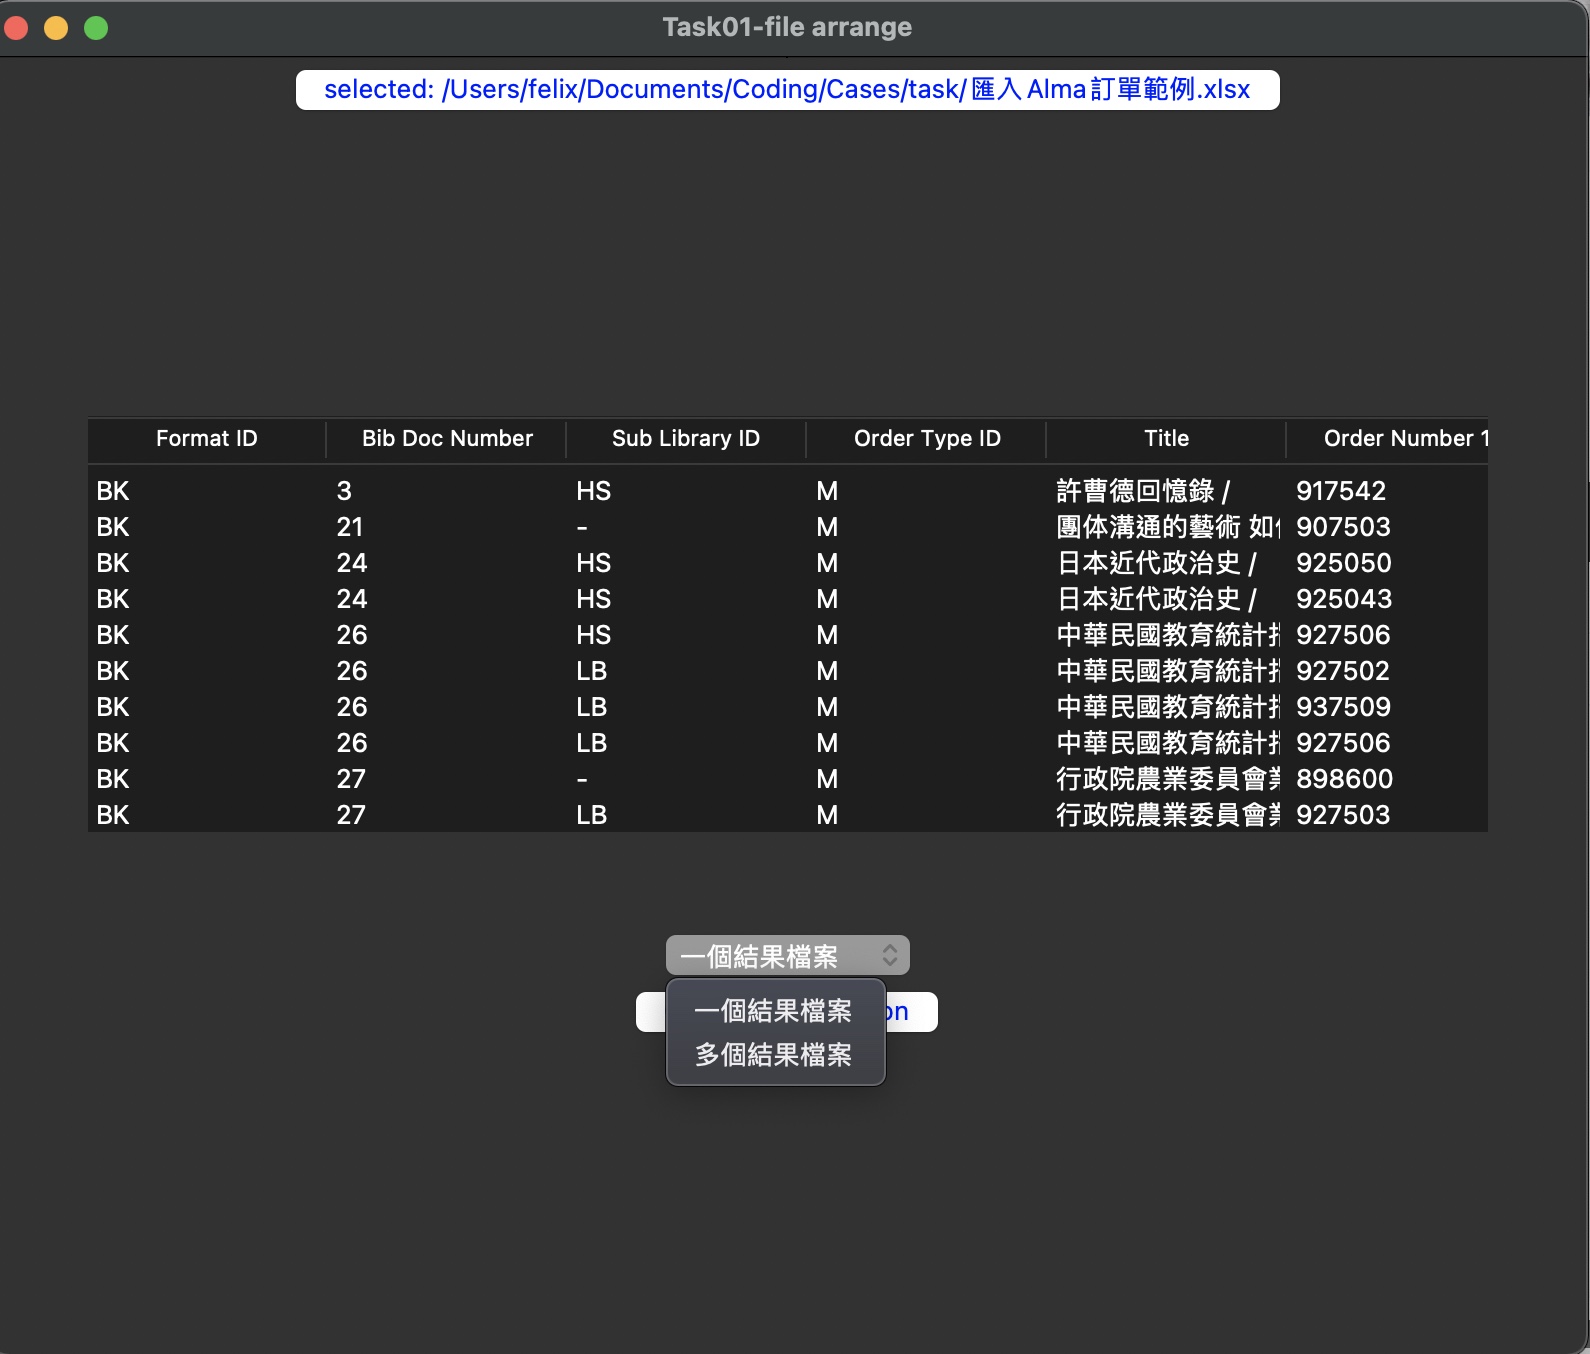 Task01-file arrange
selected: /Users/felix/Documents/Coding/Cases/task/匯入Alma訂單範例.xlsx
Format ID Bib Doc Number Sub Library ID Order Type ID Title Order Number 1
BK 3 HS M 許曹德回憶錄 / 917542
BK 21 - M 團体溝通的藝術 如 907503
BK 24 HS M 日本近代政治史 / 925050
BK 24 HS M 日本近代政治史 / 925043
BK 26 HS M 中華民國教育統計 927506
BK 26 LB M 中華民國教育統計 927502
BK 26 LB M 中華民國教育統計 937509
BK 26 LB M 中華民國教育統計 927506
BK 27 - M 行政院農業委員會 898600
BK 27 LB M 行政院農業委員會 927503
一個結果檔案
一個結果檔案
on
多個結果檔案